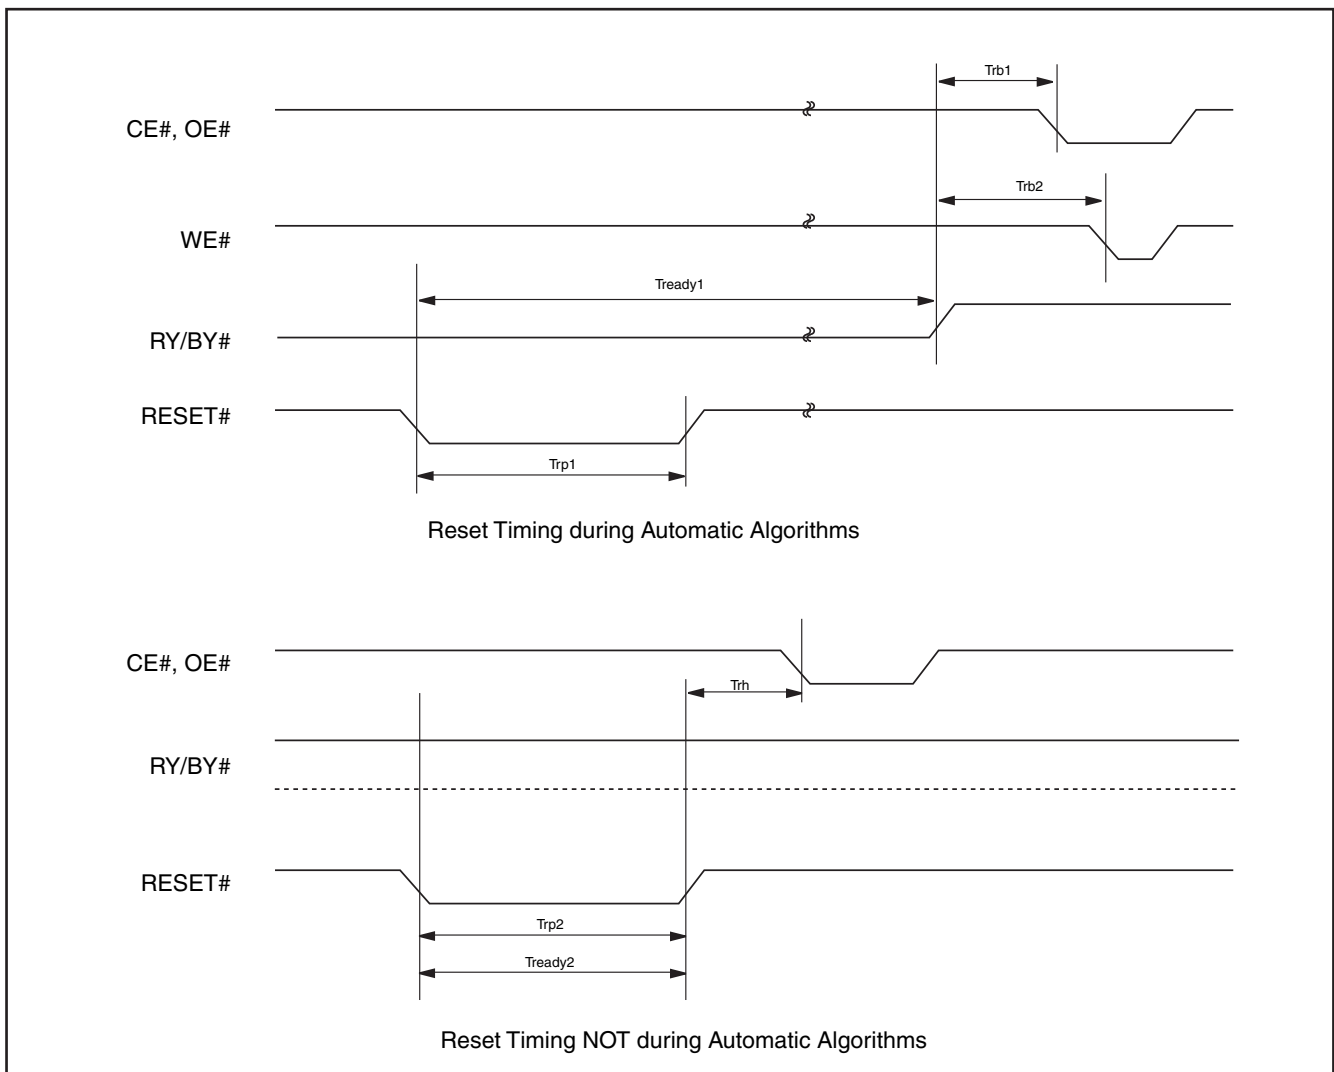 Trb1
CE#, OE#
Trb2
WE#
Tready1
RY/BY#
RESET#
Trp1
Reset Timing during Automatic Algorithms
CE#, OE#
Trh
RY/BY#
RESET#
Trp2
Tready2
Reset Timing NOT during Automatic Algorithms